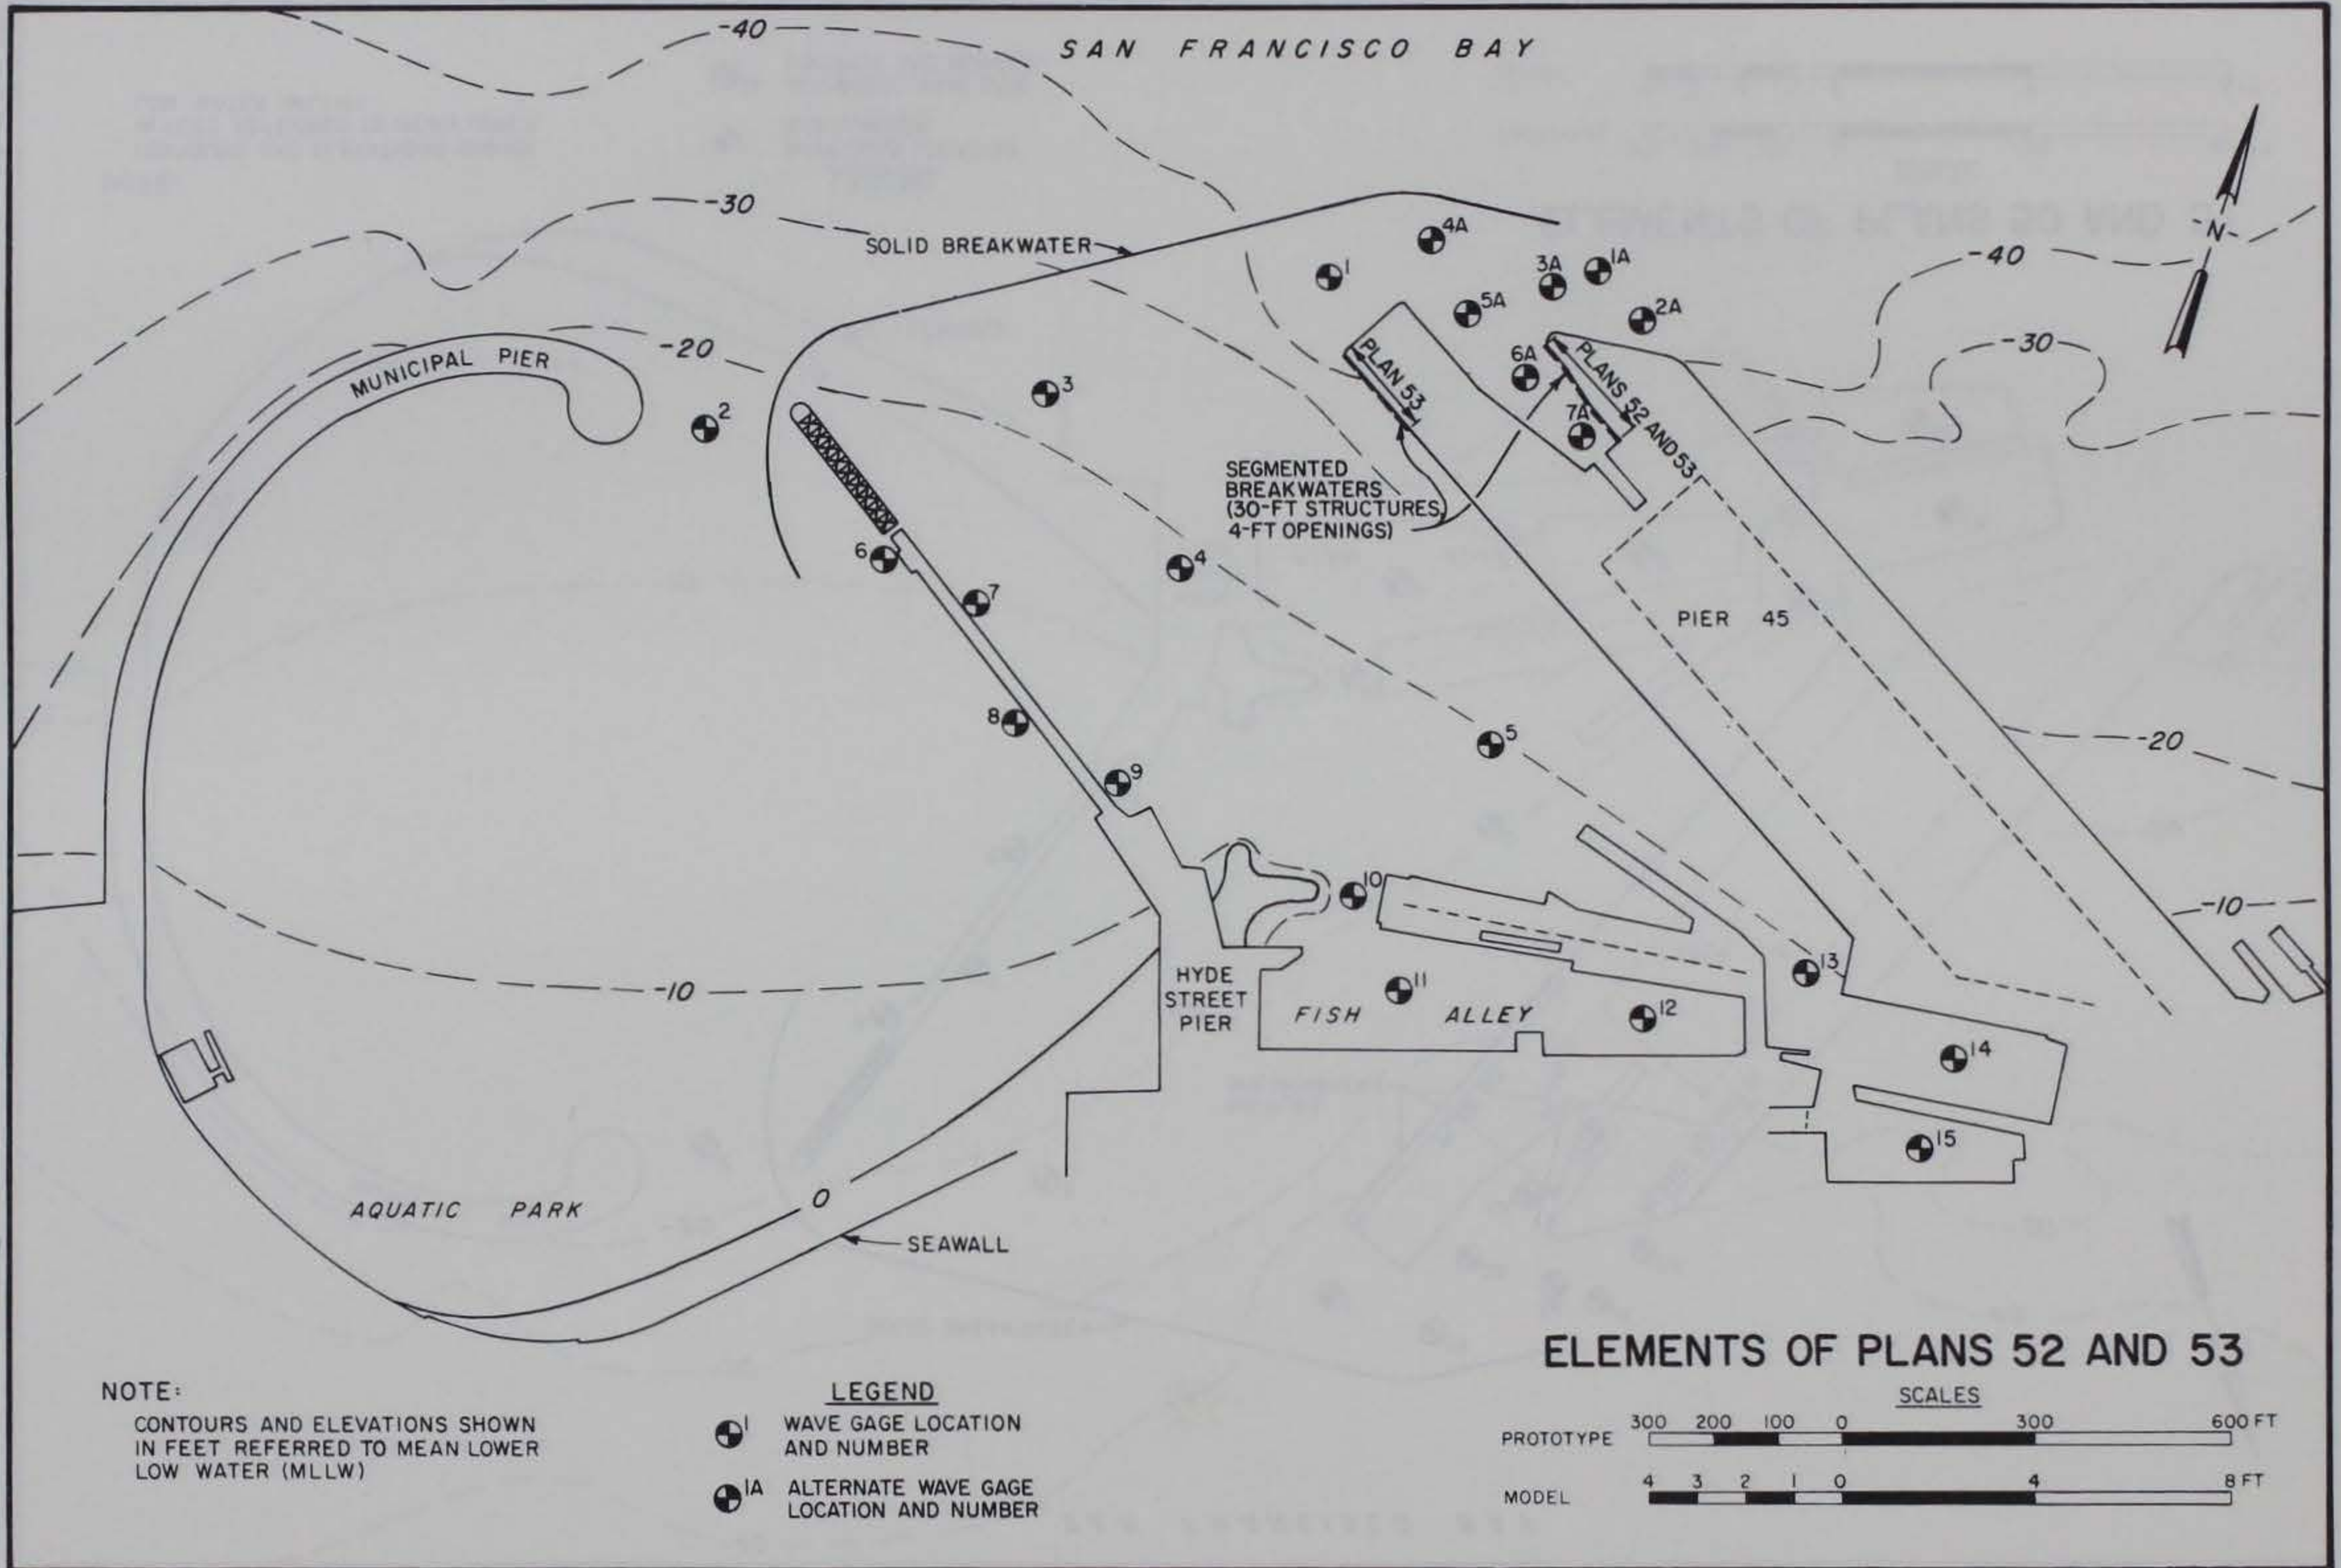 SAN FRANCISCO BAY
-40
-30
SOLID BREAKWATER
4A
1
3A
1A
5A
2A
-40
N
-30
-20
MUNICIPAL PIER
2
3
6A
PLAN 53
PLANS 52 AND 53
7A
SEGMENTED
BREAKWATERS
(30-FT STRUCTURES,
4-FT OPENINGS)
6
4
7
PIER 45
8
5
-20
9
10
-10
13
11
HYDE
STREET
PIER
FISH ALLEY
12
-10
14
15
0
AQUATIC PARK
SEAWALL
ELEMENTS OF PLANS 52 AND 53
NOTE:
CONTOURS AND ELEVATIONS SHOWN
IN FEET REFERRED TO MEAN LOWER
LOW WATER (MLLW)
LEGEND
1 WAVE GAGE LOCATION
AND NUMBER
1A ALTERNATE WAVE GAGE
LOCATION AND NUMBER
SCALES
PROTOTYPE 300 200 100 0 300 600 FT
MODEL 4 3 2 1 0 4 8 FT